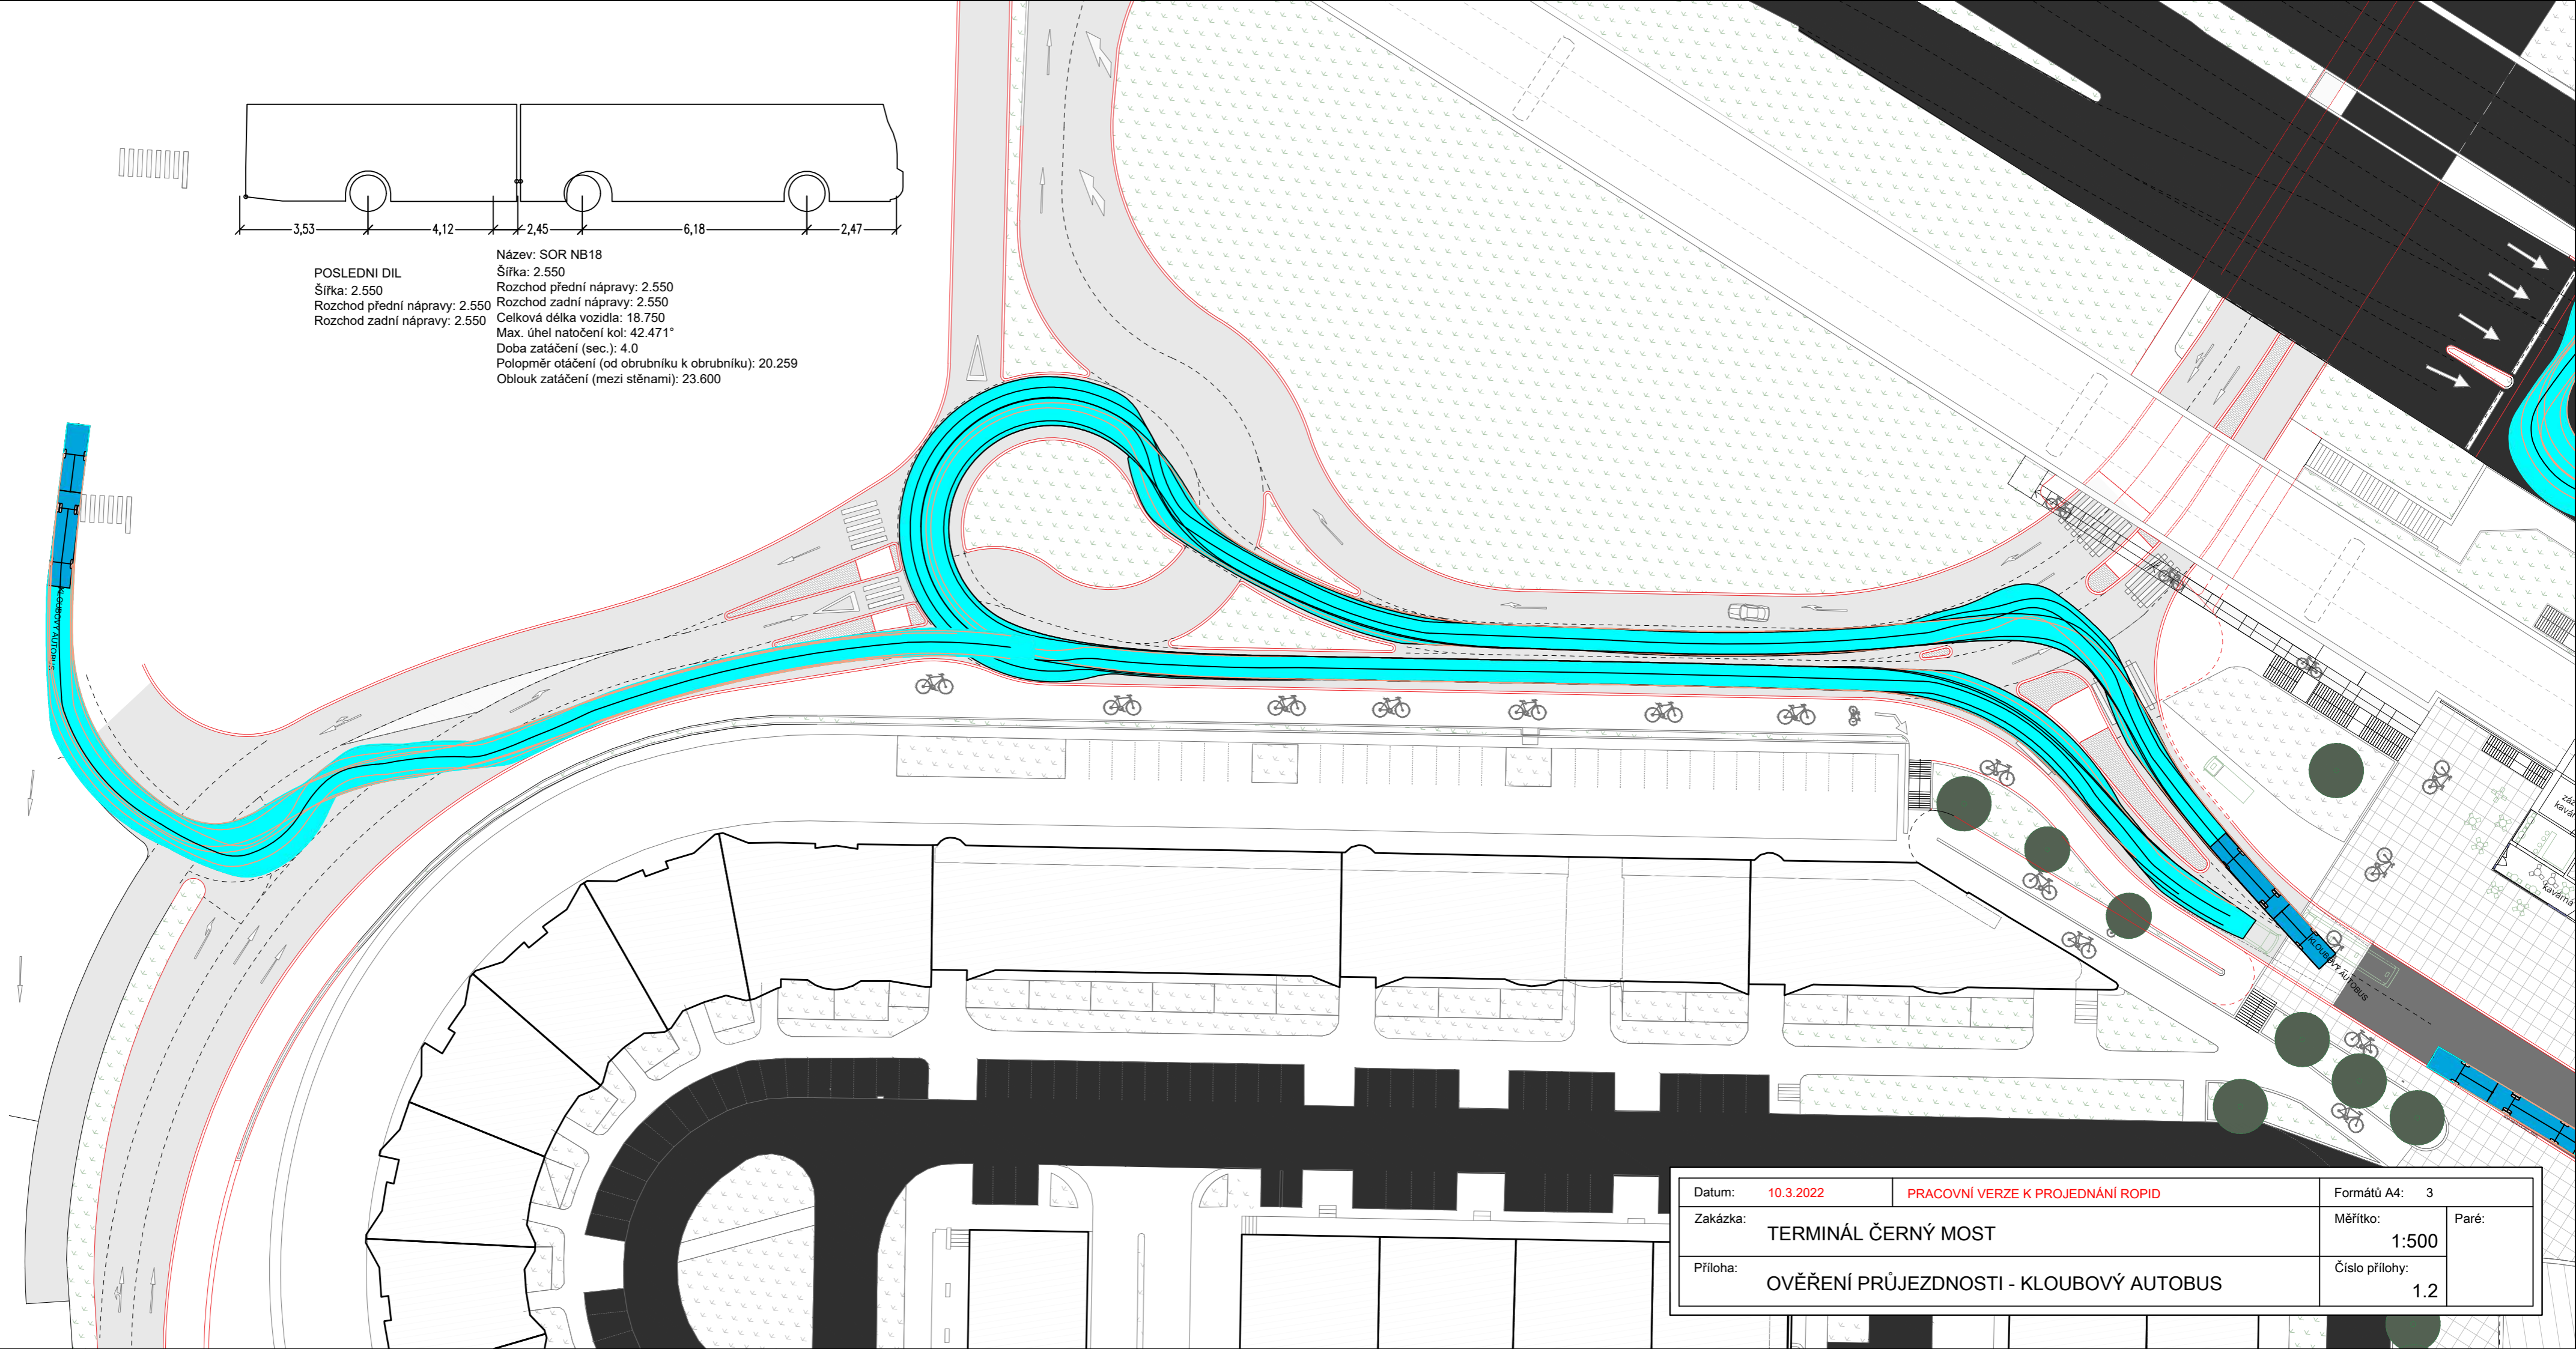 3,53
4,12
2,45
6,18
2,47
POSLEDNI DIL
Šířka: 2.550
Rozchod přední nápravy: 2.550
Rozchod zadní nápravy: 2.550
Název: SOR NB18
Šířka: 2.550
Rozchod přední nápravy: 2.550
Rozchod zadní nápravy: 2.550
Celková délka vozidla: 18.750
Max. úhel natočení kol: 42.471°
Doba zatáčení (sec.): 4.0
Poloměr otáčení (od obrubníku k obrubníku): 20.259
Oblouk zatáčení (mezi stěnami): 23.600
KLOUBOVÝ AUTOBUS
KLOUBOVÝ AUTOBUS
kavárna
Datum: 10.3.2022
PRACOVNÍ VERZE K PROJEDNÁNÍ ROPID
Formátů A4: 3
Zakázka: TERMINÁL ČERNÝ MOST
Měřítko: 1:500
Paré:
Příloha: OVĚŘENÍ PRŮJEZDNOSTI - KLOUBOVÝ AUTOBUS
Číslo přílohy: 1.2